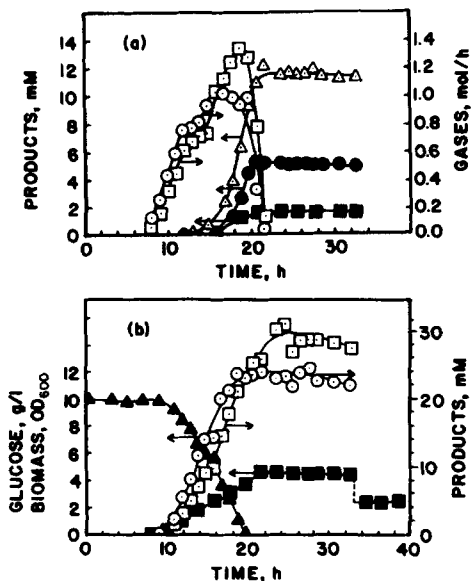 (a)
PRODUCTS, mM
14
12
10
8
6
4
2
0
GASES, mol/h
1.4
1.2
1.0
0.8
0.6
0.4
0.2
0.0
0 10 20 30 40
TIME, h
(b)
GLUCOSE, g/l
BIOMASS, OD600
12
10
8
6
4
2
0
PRODUCTS, mM
30
20
10
0
0 10 20 30 40
TIME, h